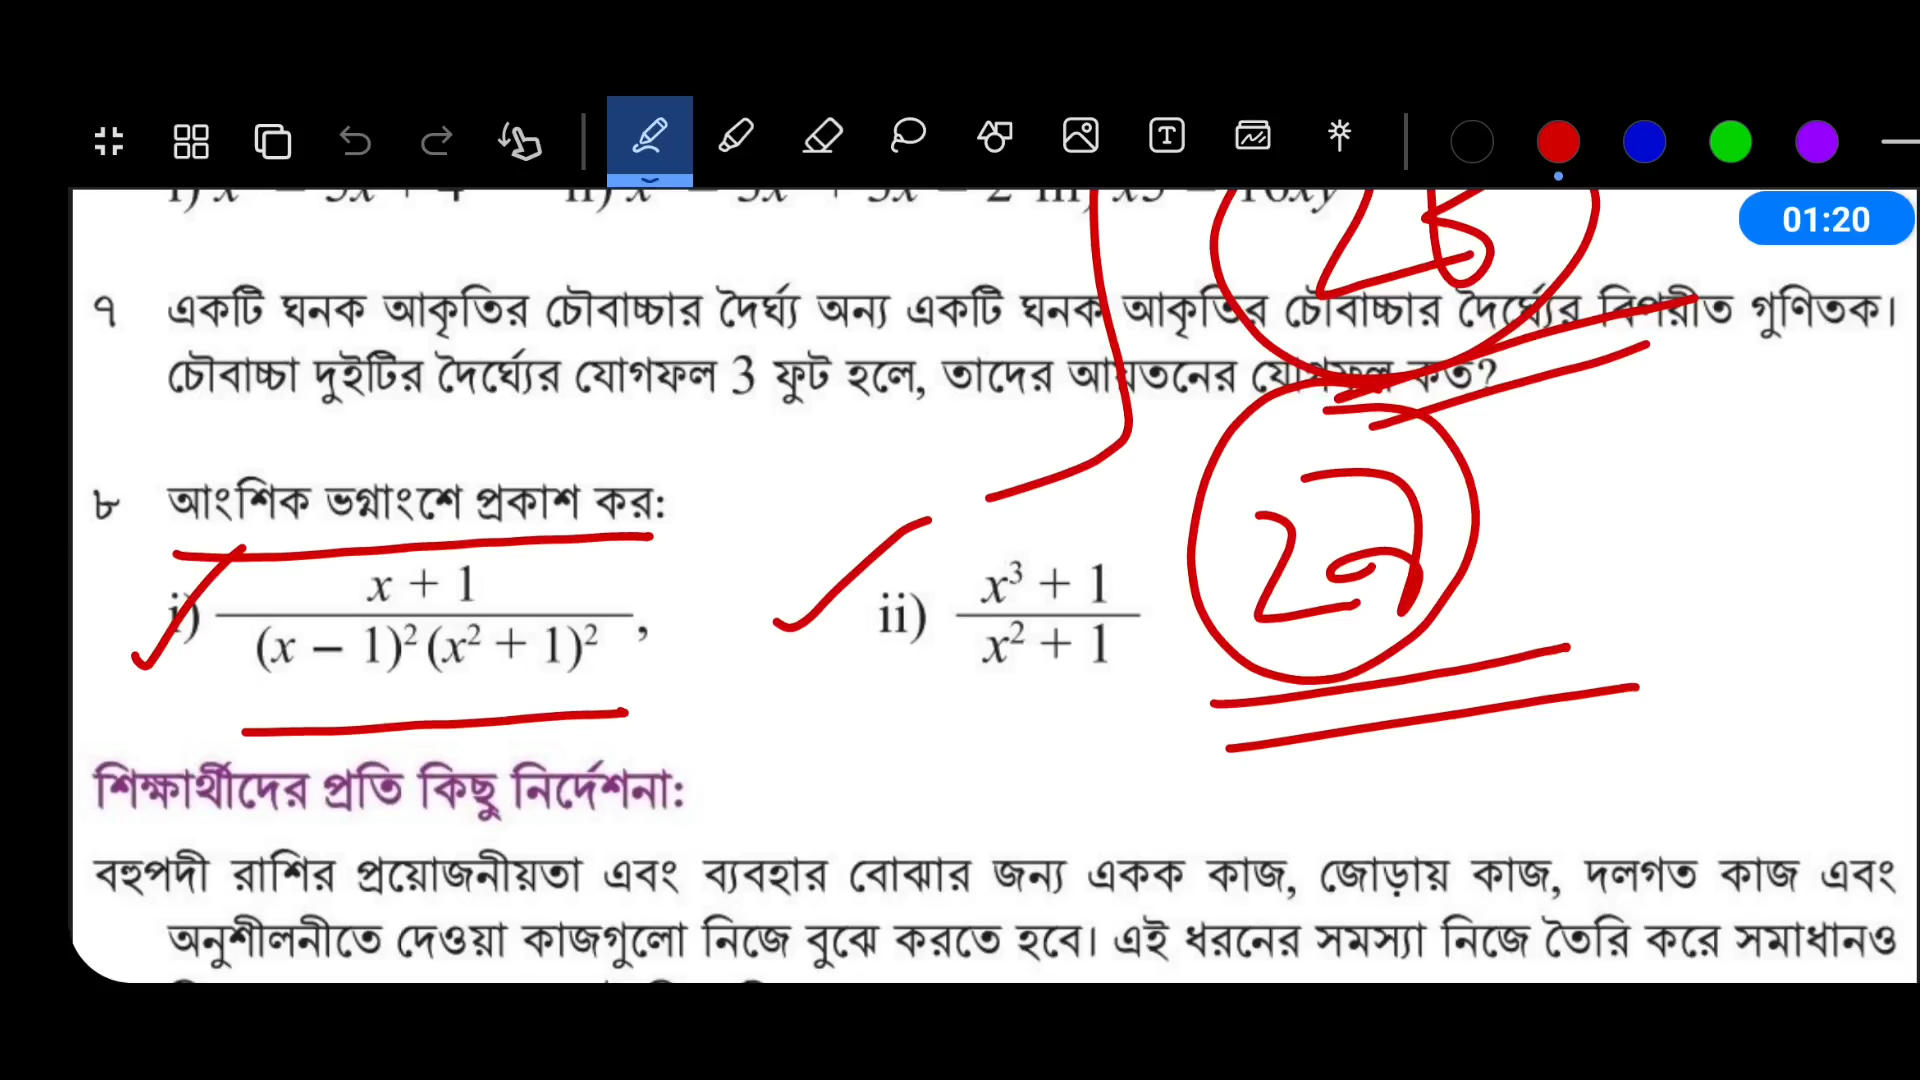 01:20
৭ একটি ঘনক আকৃতির চৌবাচ্চার দৈর্ঘ্য অন্য একটি ঘনক আকৃতির চৌবাচ্চার দৈর্ঘ্যের বিপরীত গুণিতক।
চৌবাচ্চা দুইটির দৈর্ঘ্যের যোগফল 3 ফুট হলে, তাদের আয়তনের যোগফল কত?
৮ আংশিক ভগ্নাংশে প্রকাশ কর:
i) (x + 1)/((x − 1)²(x² + 1)²), ii) (x³ + 1)/(x² + 1)
শিক্ষার্থীদের প্রতি কিছু নির্দেশনা:
বহুপদী রাশির প্রয়োজনীয়তা এবং ব্যবহার বোঝার জন্য একক কাজ, জোড়ায় কাজ, দলগত কাজ এবং
অনুশীলনীতে দেওয়া কাজগুলো নিজে বুঝে করতে হবে। এই ধরনের সমস্যা নিজে তৈরি করে সমাধানও